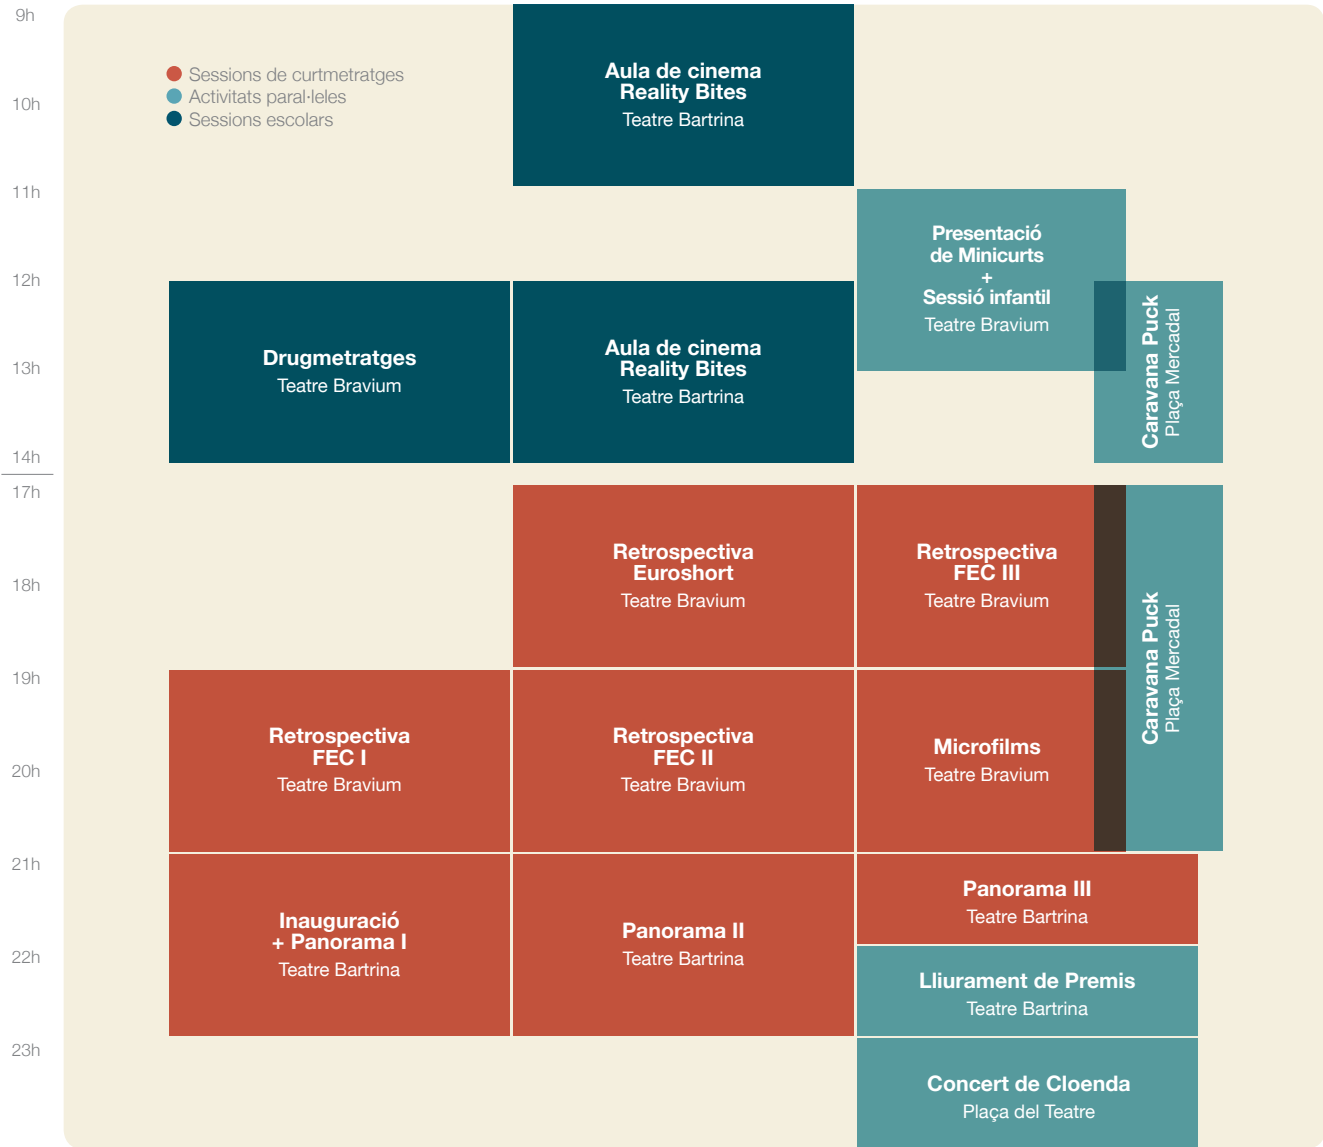 9h
10h
11h
12h
13h
14h
17h
18h
19h
20h
21h
22h
23h
Sessions de curtmetratges
Activitats paral·leles
Sessions escolars
Aula de cinema
Reality Bites
Teatre Bartrina
Presentació
de Minicurts
+
Sessió infantil
Teatre Bravium
Drugmetratges
Teatre Bravium
Aula de cinema
Reality Bites
Teatre Bartrina
Caravana Puck
Plaça Mercadal
Retrospectiva
Euroshort
Teatre Bravium
Retrospectiva
FEC III
Teatre Bravium
Caravana Puck
Plaça Mercadal
Retrospectiva
FEC I
Teatre Bravium
Retrospectiva
FEC II
Teatre Bravium
Microfilms
Teatre Bravium
Inauguració
+ Panorama I
Teatre Bartrina
Panorama II
Teatre Bartrina
Panorama III
Teatre Bartrina
Lliurament de Premis
Teatre Bartrina
Concert de Cloenda
Plaça del Teatre